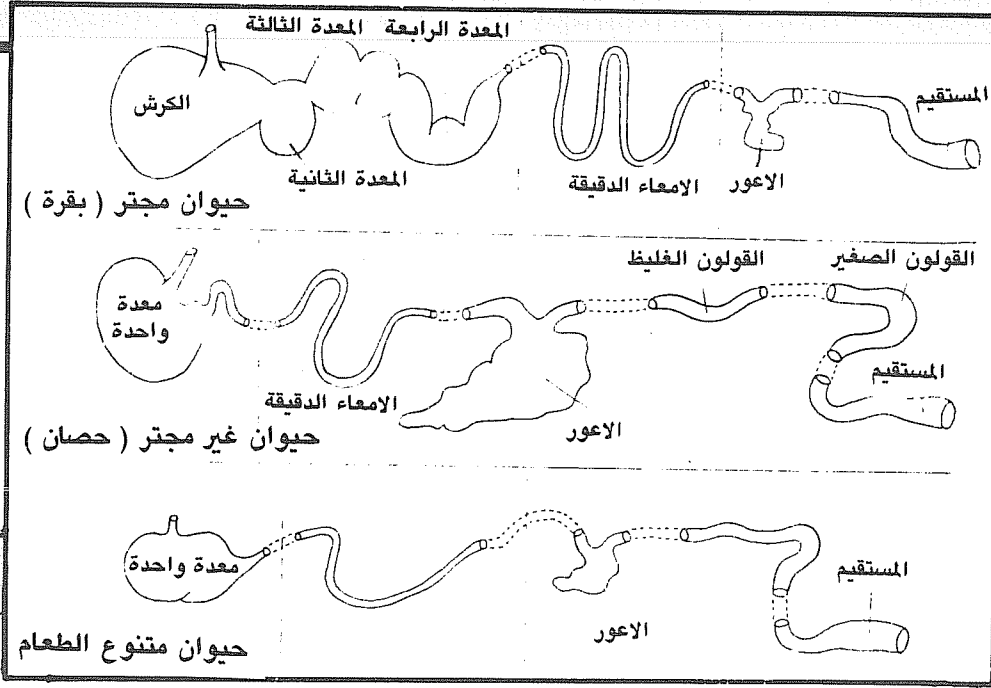 المعدة الرابعة المعدة الثالثة
الكرش
المستقيم
المعدة الثانية
الامعاء الدقيقة
الاعور
حيوان مجتر ( بقرة )
القولون الصغير
القولون الغليظ
معدة
واحدة
المستقيم
الامعاء الدقيقة
الاعور
حيوان غير مجتر ( حصان )
معدة واحدة
المستقيم
الاعور
حيوان متنوع الطعام